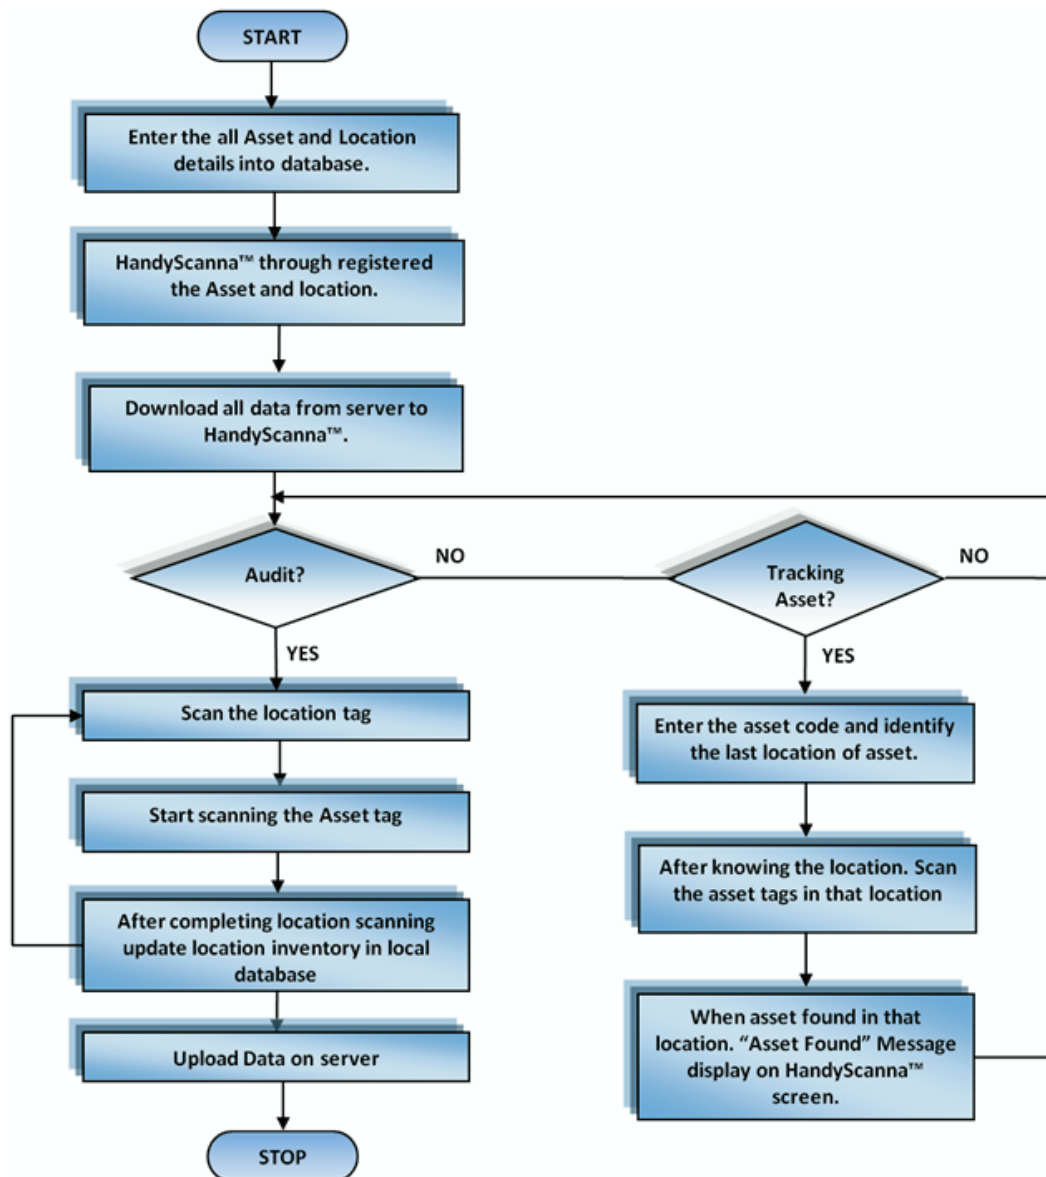 START
Enter the all Asset and Location
details into database.
HandyScanna™ through registered
the Asset and location.
Download all data from server to
HandyScanna™.
Audit?
NO
Tracking
Asset?
NO
YES
Scan the location tag
Start scanning the Asset tag
After completing location scanning
update location inventory in local
database
Upload Data on server
STOP
YES
Enter the asset code and identify
the last location of asset.
After knowing the location. Scan
the asset tags in that location
When asset found in that
location. “Asset Found” Message
display on HandyScanna™
screen.